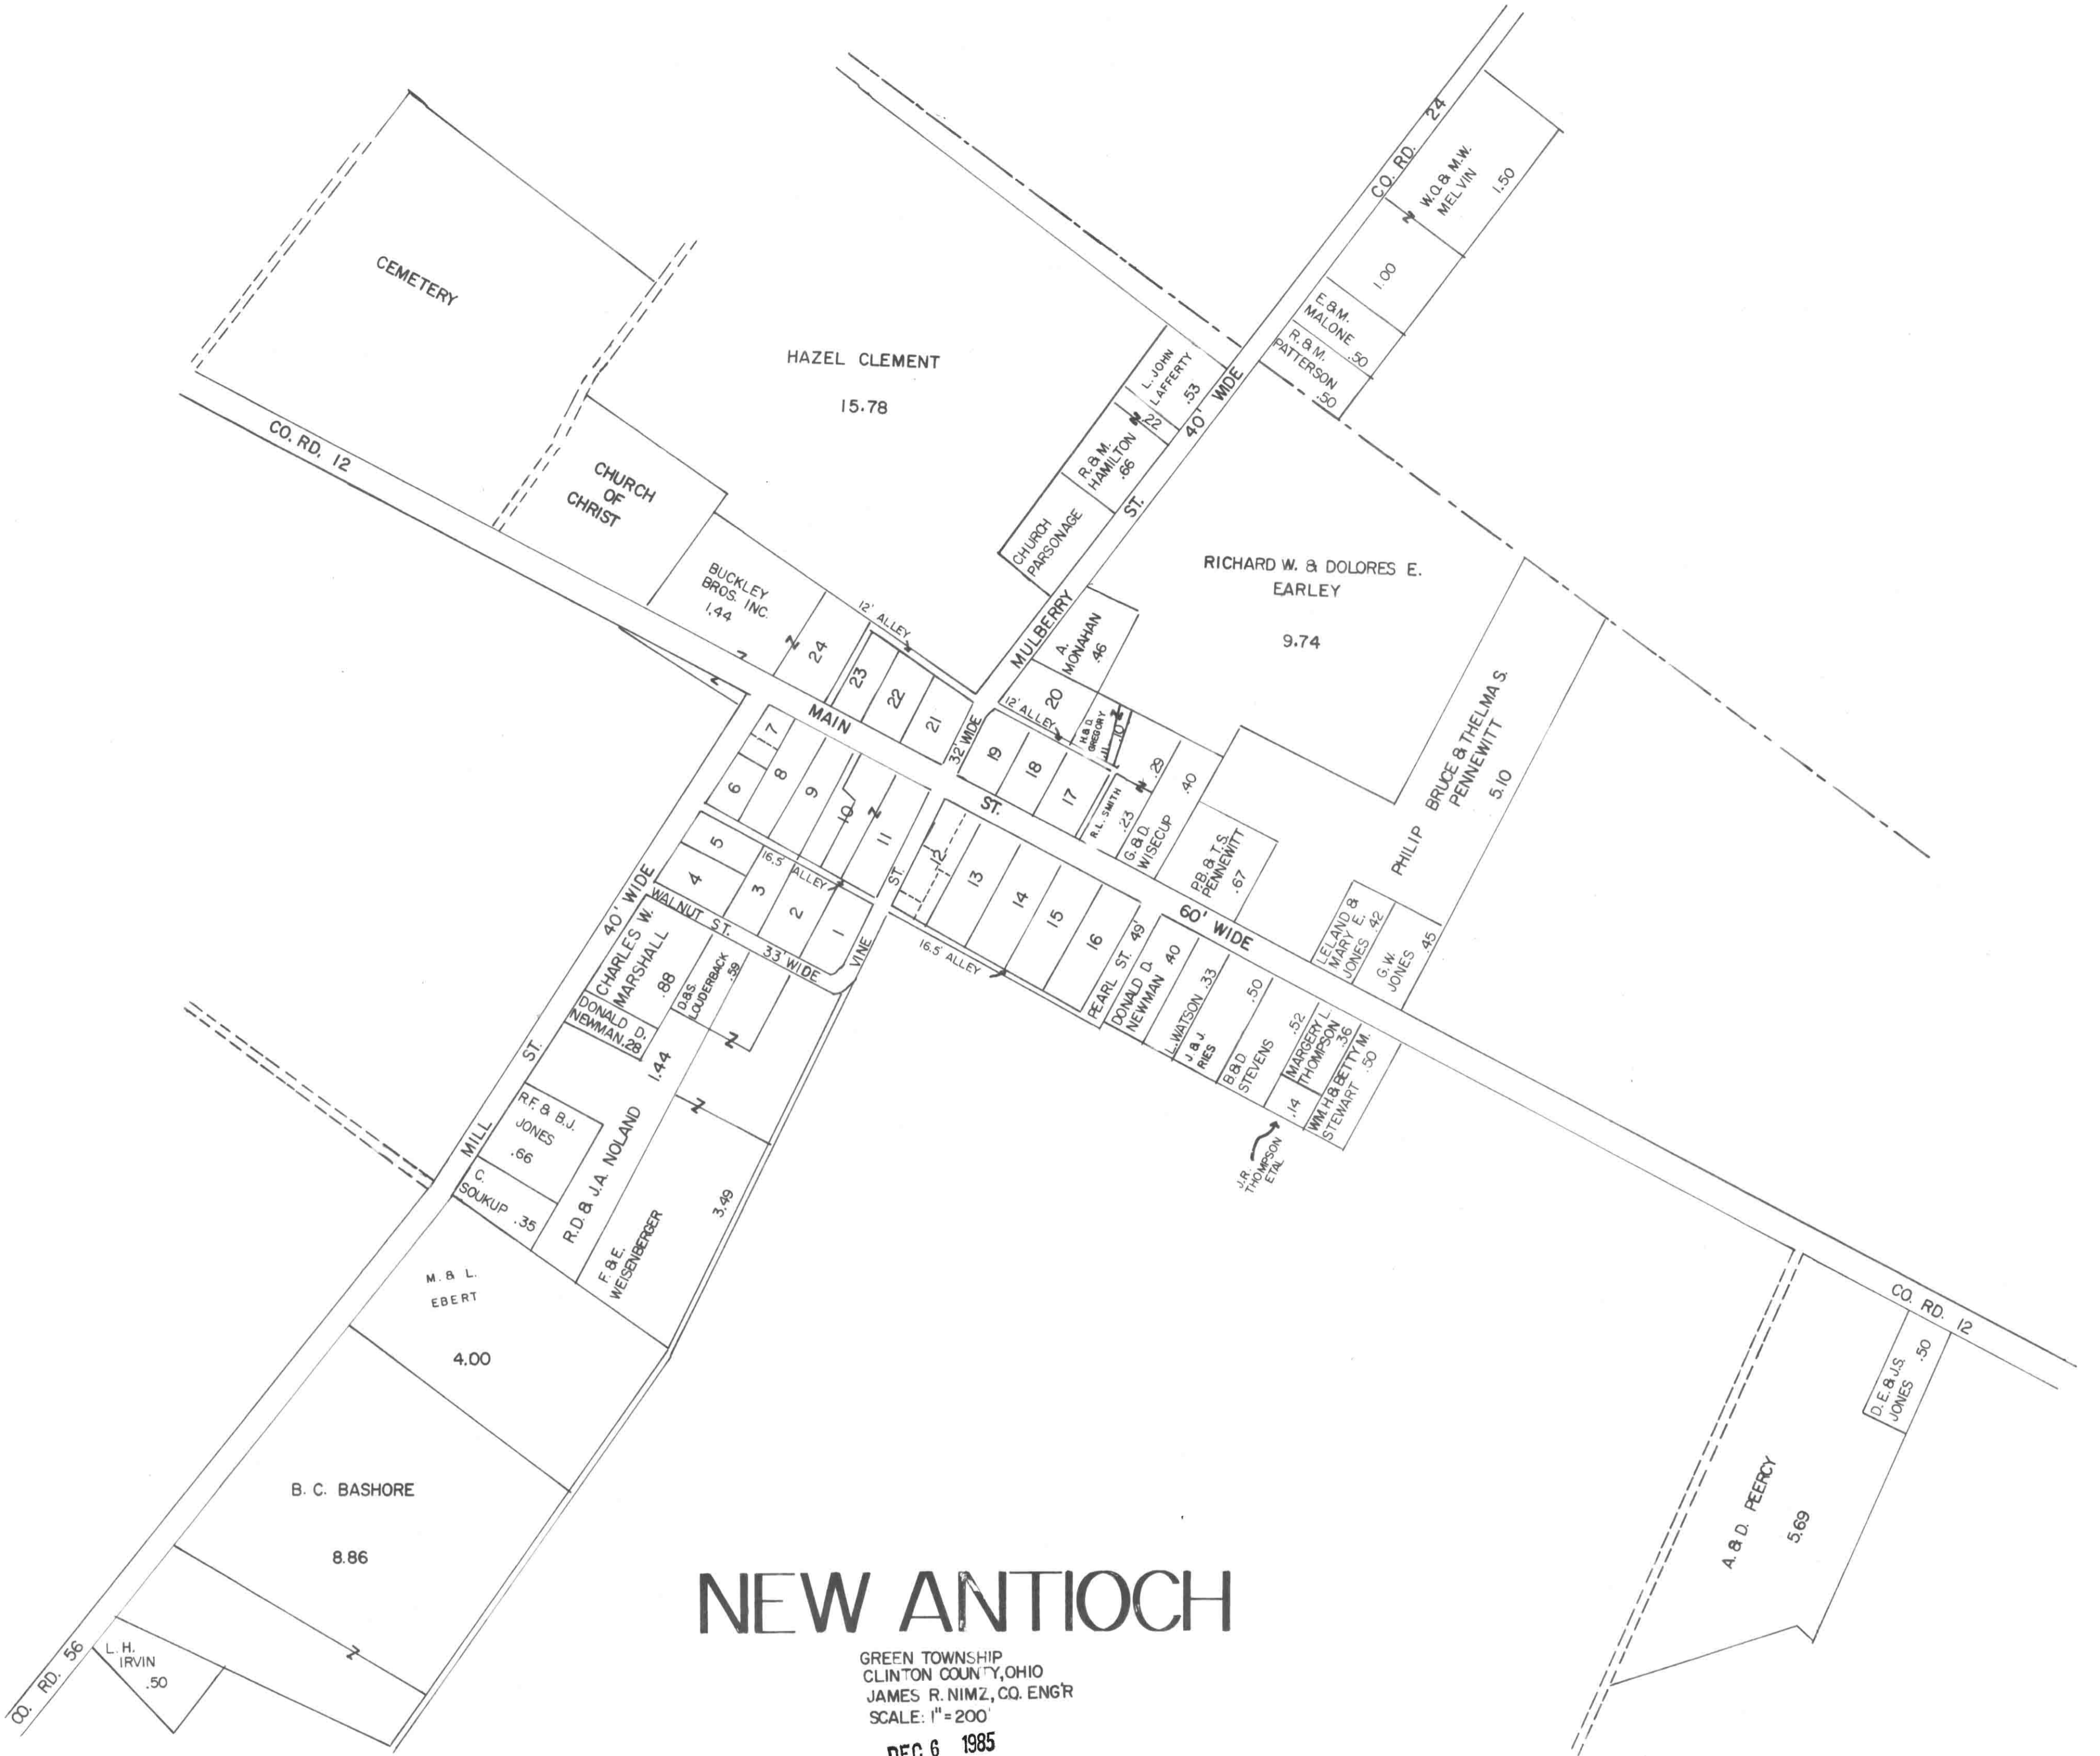 CO. RD. 24
W.O. & M.W.
MELVIN
1.50
1.00
E. & M.
MALONE .50
R. & M.
PATTERSON
.50
CEMETERY
CO. RD. 12
CHURCH
OF
CHRIST
HAZEL CLEMENT
15.78
L. JOHN
LAFFERTY
.53
.22
R. & M.
HAMILTON
.66
CHURCH
PARSONAGE
MULBERRY ST. 40' WIDE
RICHARD W. & DOLORES E.
EARLEY
9.74
BUCKLEY
BROS. INC.
1.44
24
12' ALLEY
23
22
21
A.
MONAHAN
.46
20
12' ALLEY
H. & D.
GREGORY
.11
.10
32' WIDE
19
18
17
R.L. SMITH
.23
.29
G. & D.
WISECUP
.40
P.B. & T.S.
PENNEWITT
.67
PHILIP BRUCE & THELMA S.
PENNEWITT
5.10
LELAND &
MARY E.
JONES .42
G.W.
JONES .45
MAIN ST. 60' WIDE
7
6
8
9
10
11
5
4
3
2
1
16.5' ALLEY
WALNUT ST. 33' WIDE
VINE ST.
12
13
14
15
16
16.5' ALLEY
PEARL ST. 49'
DONALD D.
NEWMAN .40
L. WATSON .33
J. & J.
RIES
.50
B. & D.
STEVENS
.52
MARGERY L.
THOMPSON
.36
.14
WM. H. & BETTY M.
STEWART .50
J.R.
THOMPSON
ETAL
MILL ST. 40' WIDE
CHARLES W.
MARSHALL
.88
D. & S.
LOUDERBACK
.59
DONALD D.
NEWMAN .28
1.44
R.F. & B.J.
JONES
.66
C.
SOUKUP .35
R.D. & J.A. NOLAND
F. & E.
WEISENBERGER
3.49
M. & L.
EBERT
4.00
B. C. BASHORE
8.86
CO. RD. 56
L. H.
IRVIN
.50
CO. RD. 12
D.E. & J.S.
JONES
.50
A. & D. PEERCY
5.69
NEW ANTIOCH
GREEN TOWNSHIP
CLINTON COUNTY, OHIO
JAMES R. NIMZ, CO. ENG'R
SCALE: 1" = 200'
DEC 6 1985